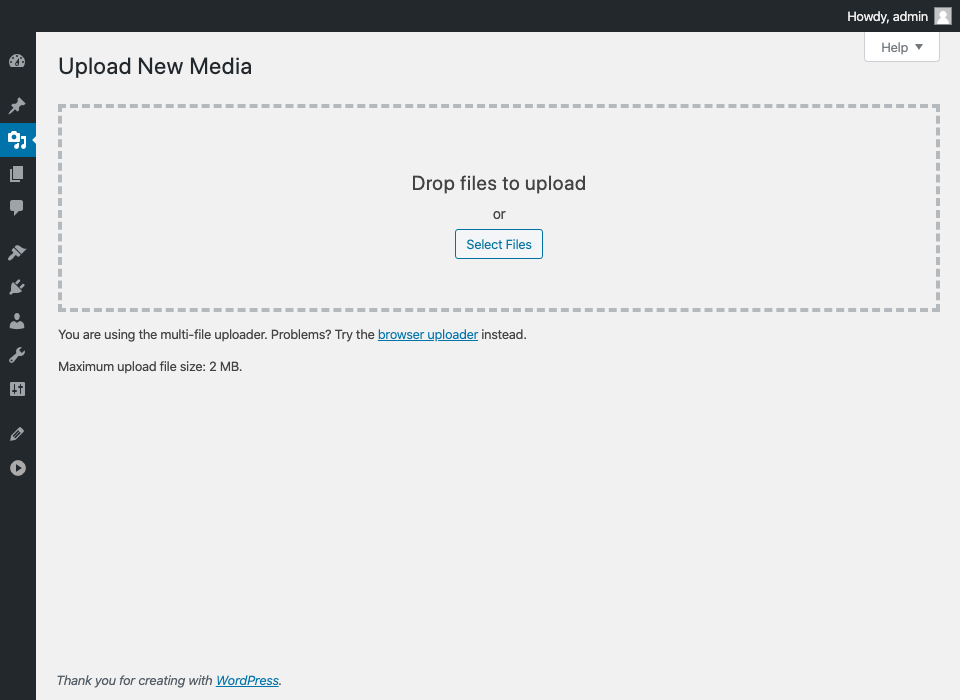 Howdy, admin
Help
Upload New Media
Drop files to upload
or
Select Files
You are using the multi-file uploader. Problems? Try the browser uploader instead.
Maximum upload file size: 2 MB.
Thank you for creating with WordPress.